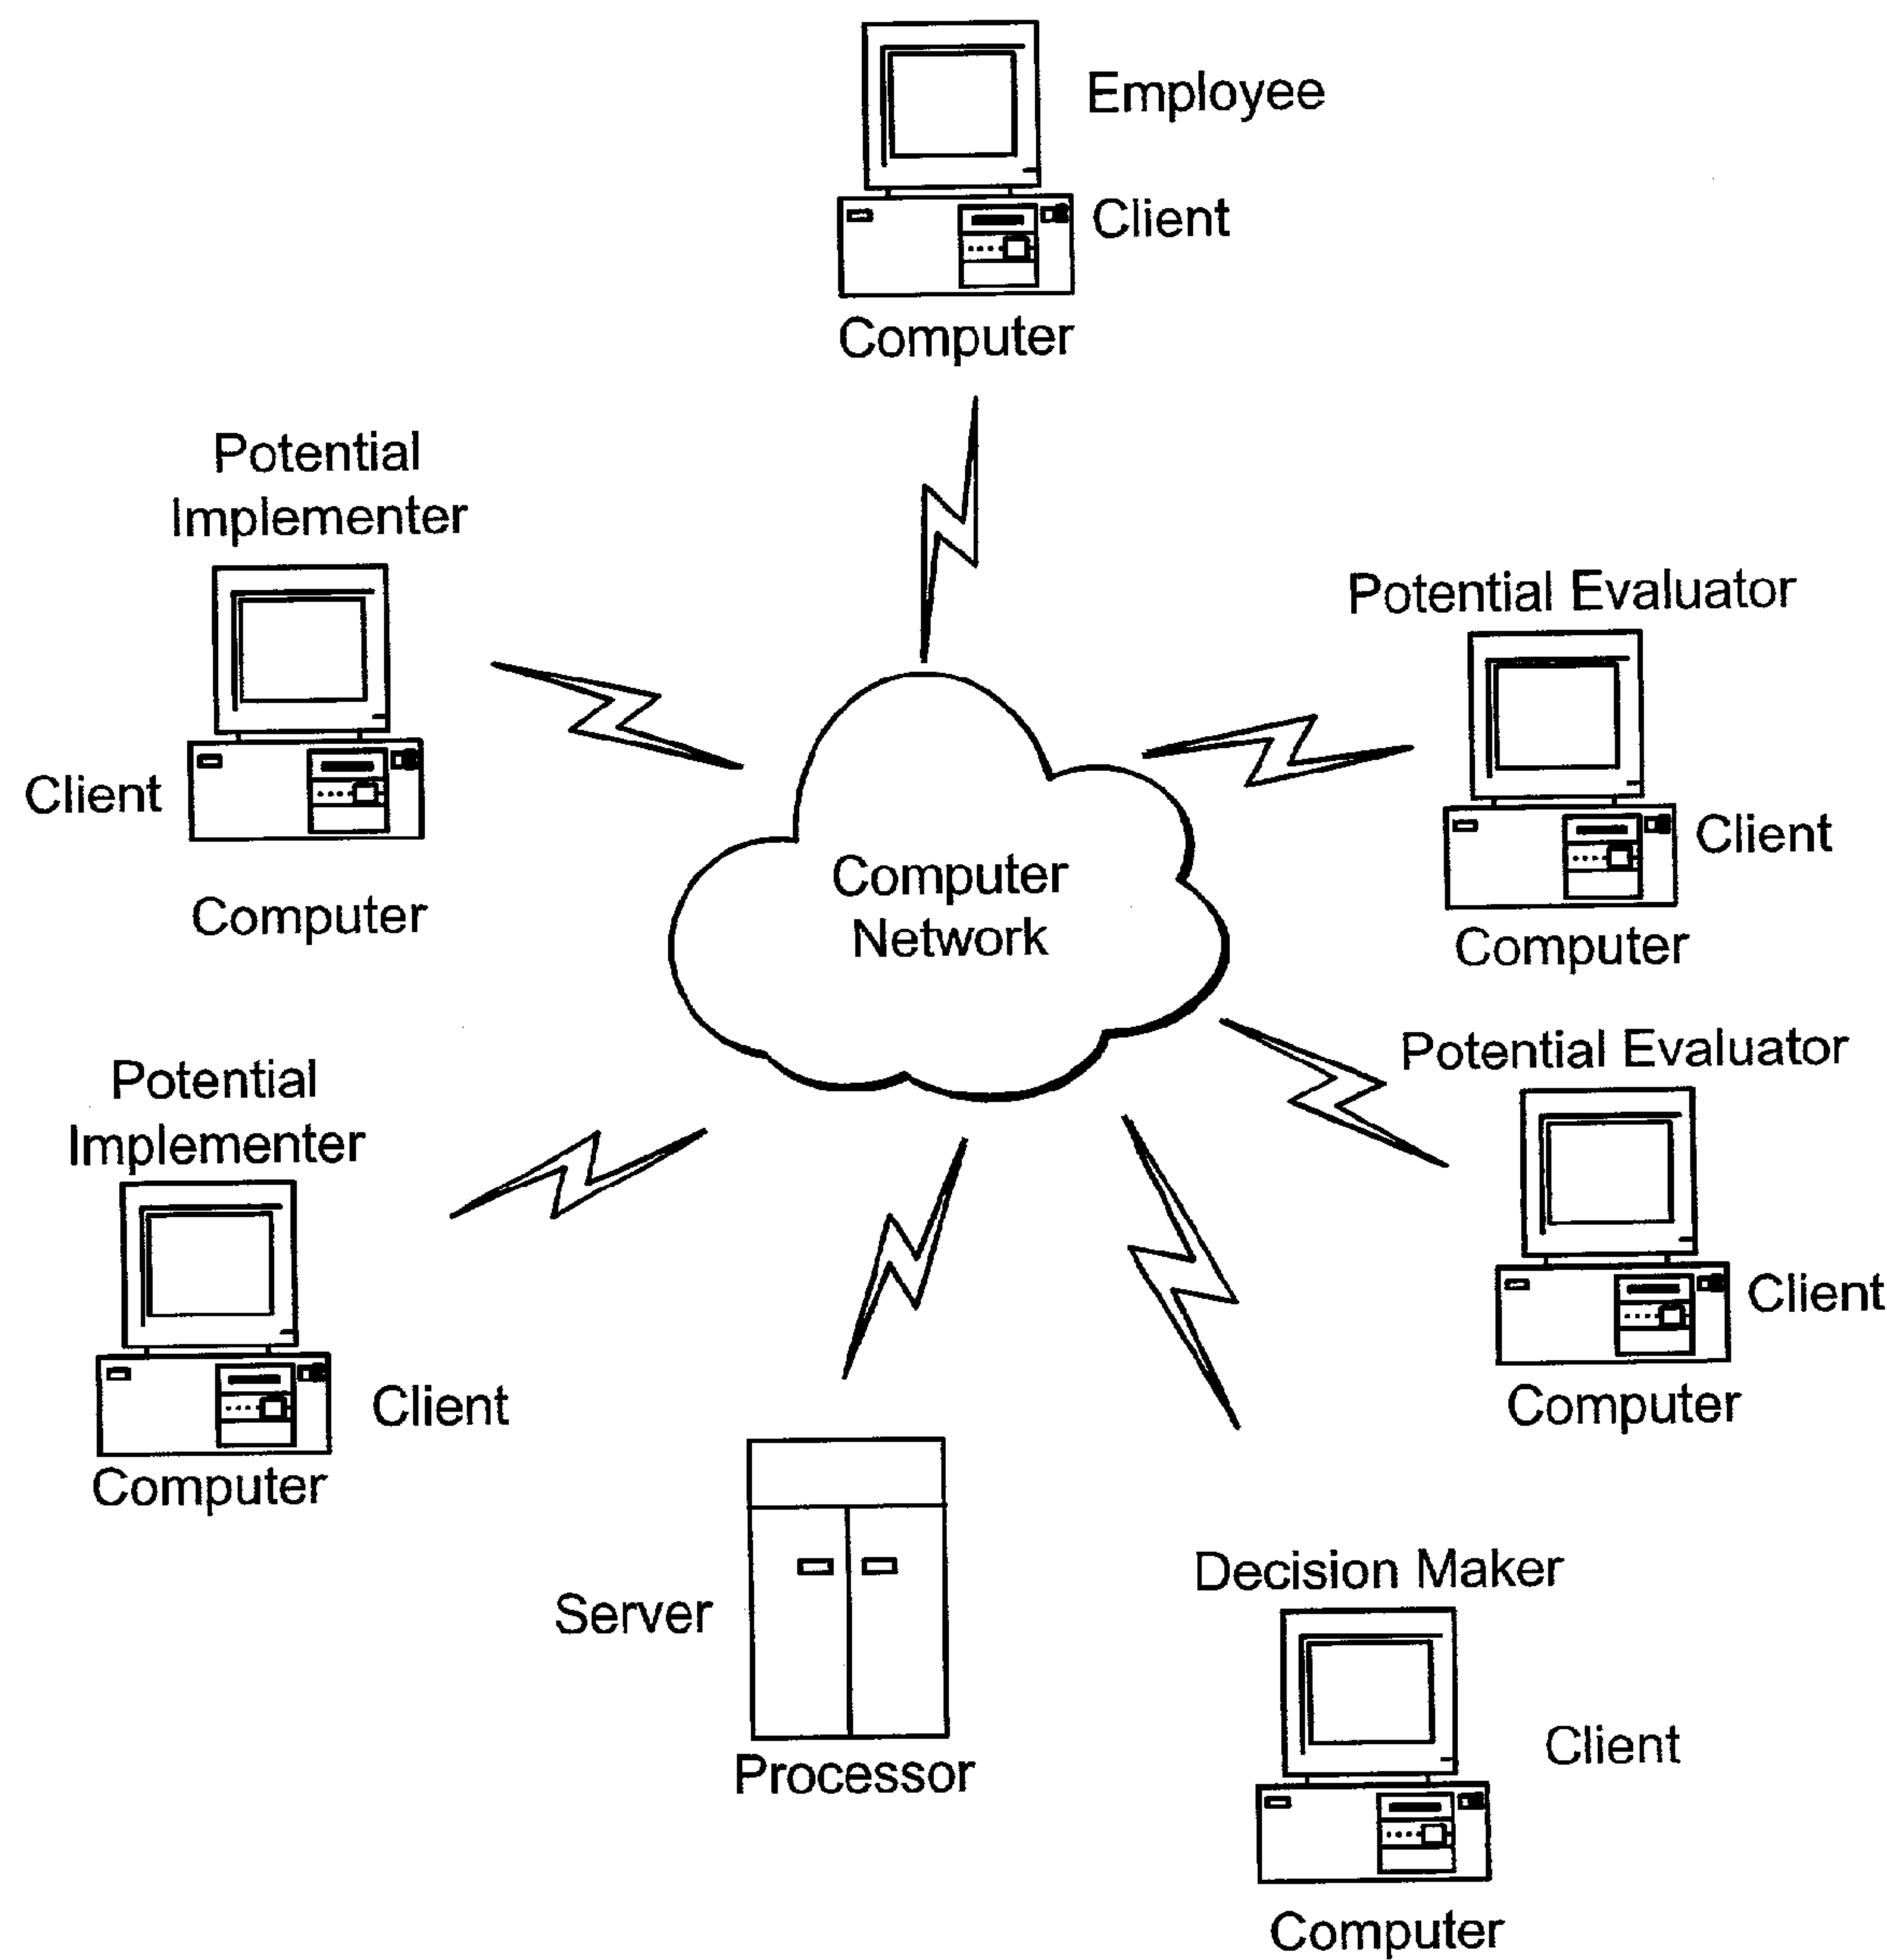 Employee
Client
Computer
Potential
Implementer
Client
Computer
Potential Evaluator
Client
Computer
Computer
Network
Potential Evaluator
Client
Computer
Potential
Implementer
Client
Computer
Server
Processor
Decision Maker
Client
Computer